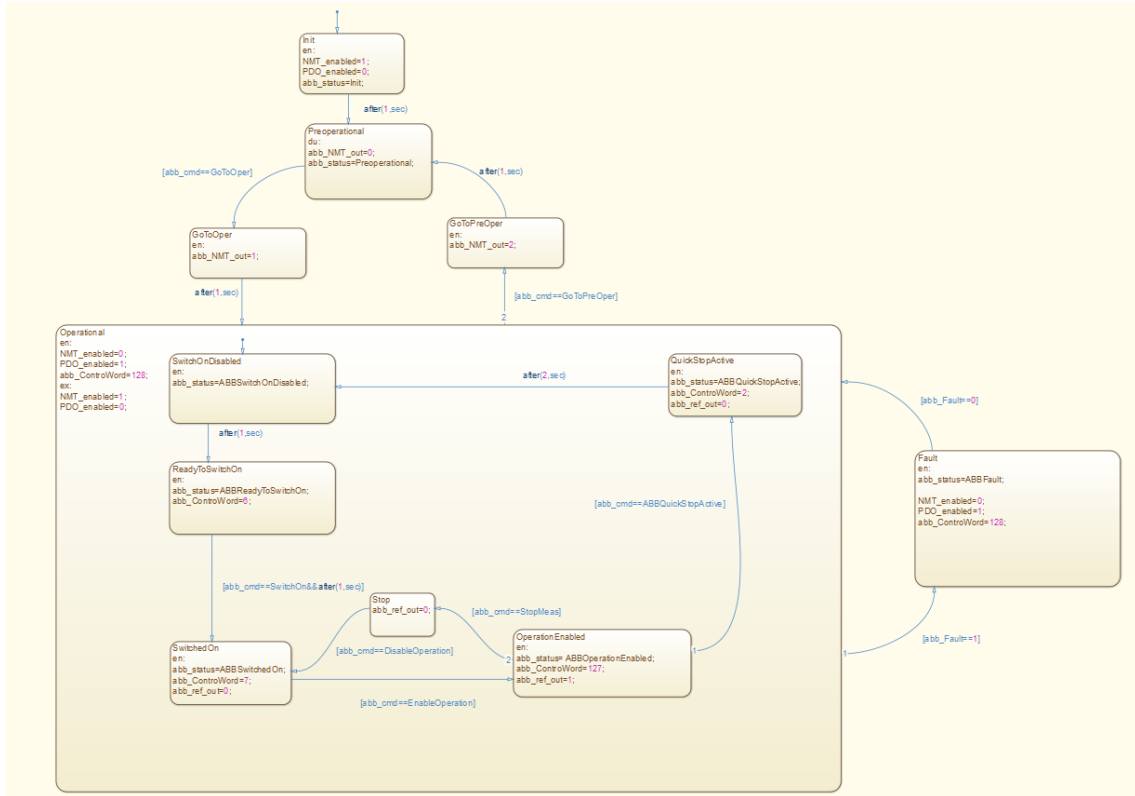 Init
en:
NMT_enabled=1;
PDO_enabled=0;
abb_status=Init;
after(1,sec)
Preoperational
du:
abb_NMT_out=0;
abb_status=Preoperational;
[abb_cmd==GoToOper]
after(1,sec)
GoToOper
en:
abb_NMT_out=1;
GoToPreOper
en:
abb_NMT_out=2;
after(1,sec)
[abb_cmd==GoToPreOper]
2
Operational
en:
NMT_enabled=0;
PDO_enabled=1;
abb_ControWord=128;
ex:
NMT_enabled=1;
PDO_enabled=0;
SwitchOnDisabled
en:
abb_status=ABBSwitchOnDisabled;
after(2,sec)
QuickStopActive
en:
abb_status=ABBQuickStopActive;
abb_ControWord=2;
abb_ref_out=0;
[abb_Fault==0]
after(1,sec)
ReadyToSwitchOn
en:
abb_status=ABBReadyToSwitchOn;
abb_ControWord=6;
Fault
en:
abb_status=ABBFault;
NMT_enabled=0;
PDO_enabled=1;
abb_ControWord=128;
[abb_cmd==ABBQuickStopActive]
[abb_cmd==SwitchOn&&after(1,sec)]
Stop
abb_ref_out=0;
[abb_cmd==StopMeas]
[abb_cmd==DisableOperation]
SwitchedOn
en:
abb_status=ABBSwitchedOn;
abb_ControWord=7;
abb_ref_out=0;
2
OperationEnabled
en:
abb_status= ABBOperationEnabled;
abb_ControWord=127;
abb_ref_out=1;
1
1
[abb_Fault==1]
[abb_cmd==EnableOperation]